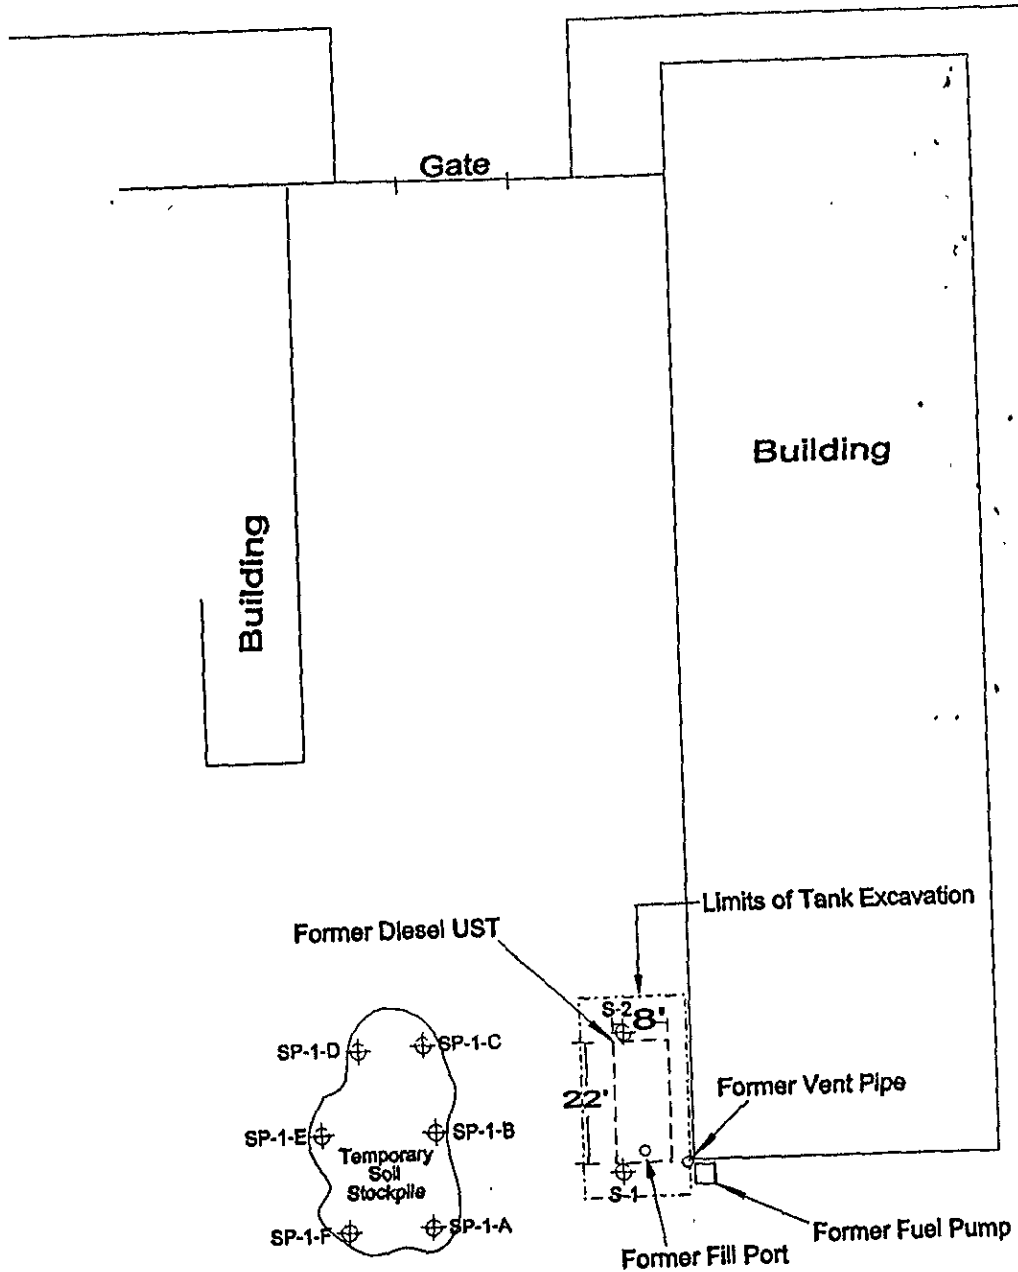 Gate
Building
Building
Limits of Tank Excavation
Former Diesel UST
S-2
8'
SP-1-D
SP-1-C
22'
Former Vent Pipe
SP-1-E
SP-1-B
Temporary
Soil
Stockpile
S-1
SP-1-F
SP-1-A
Former Fuel Pump
Former Fill Port